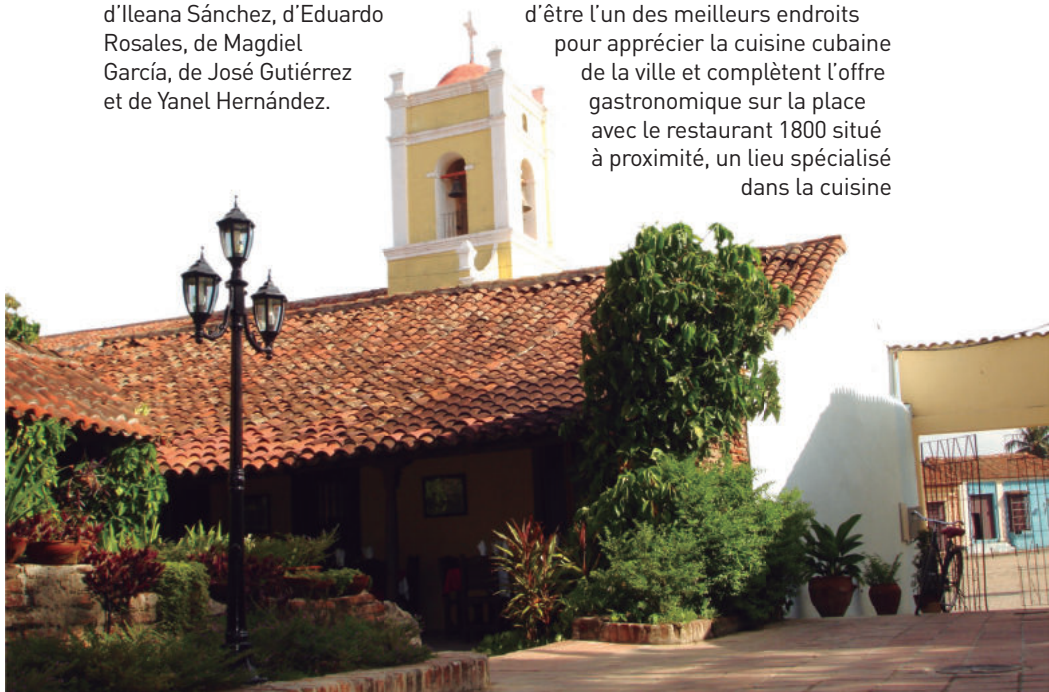 d'Ileana Sánchez, d'Eduardo
Rosales, de Magdiel
García, de José Gutiérrez
et de Yanel Hernández.
d'être l'un des meilleurs endroits
pour apprécier la cuisine cubaine
de la ville et complètent l'offre
gastronomique sur la place
avec le restaurant 1800 situé
à proximité, un lieu spécialisé
dans la cuisine